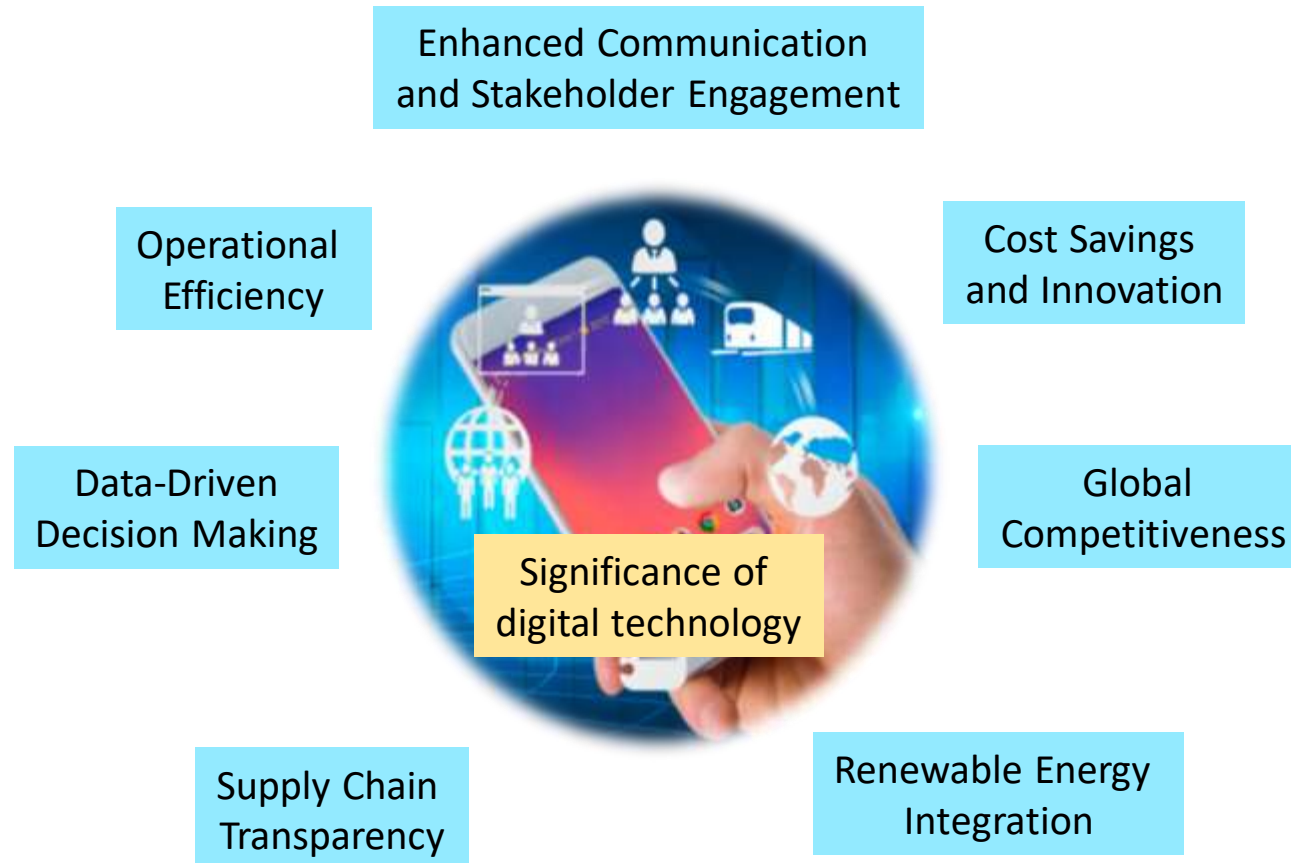 Enhanced Communication
and Stakeholder Engagement
Operational
Efficiency
Cost Savings
and Innovation
Data-Driven
Decision Making
Global
Competitiveness
Significance of
digital technology
Supply Chain
Transparency
Renewable Energy
Integration